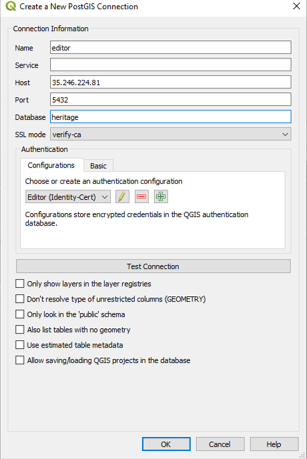 Create a New PostGIS Connection
Connection Information
Name editor
Service
Host 35.246.224.81
Port 5432
Database heritage
SSL mode verify-ca
Authentication
Configurations Basic
Choose or create an authentication configuration
Editor (Identity-Cert)
Configurations store encrypted credentials in the QGIS authentication
database.
Test Connection
Only show layers in the layer registries
Don't resolve type of unrestricted columns (GEOMETRY)
Only look in the 'public' schema
Also list tables with no geometry
Use estimated table metadata
Allow saving/loading QGIS projects in the database
OK Cancel Help